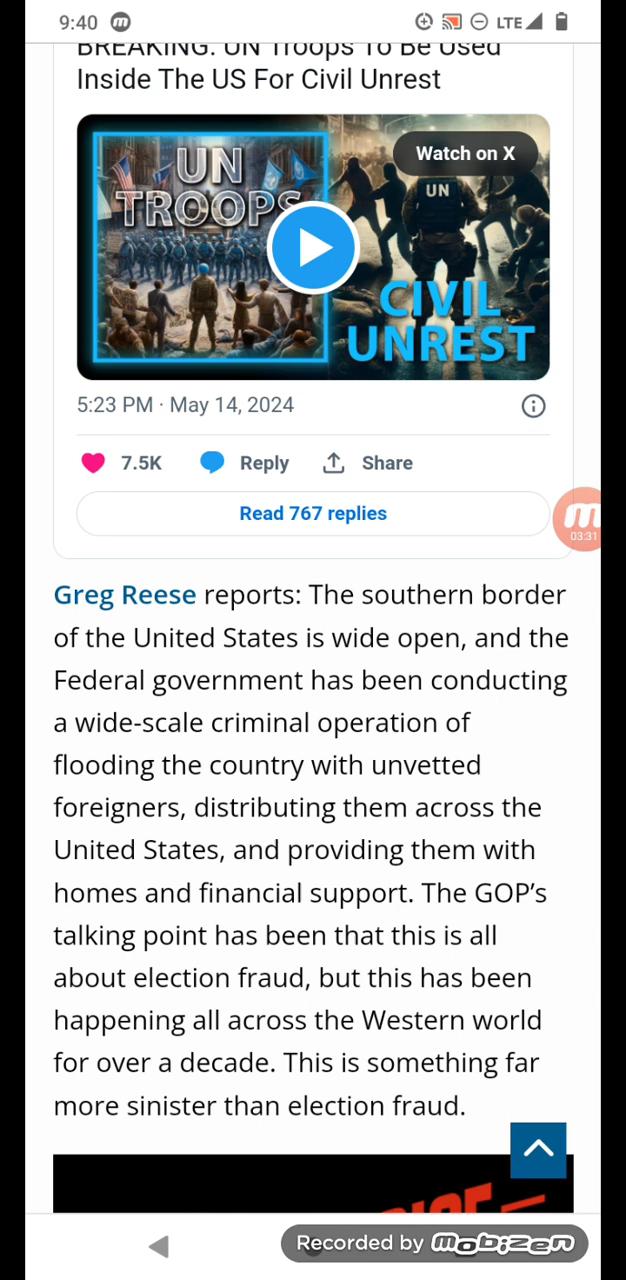 9:40
LTE
BREAKING: UN Troops To Be Used
Inside The US For Civil Unrest
Watch on X
UN
TROOPS
UN
CIVIL
UNREST
5:23 PM · May 14, 2024
7.5K Reply Share
Read 767 replies
03:31
Greg Reese reports: The southern border
of the United States is wide open, and the
Federal government has been conducting
a wide-scale criminal operation of
flooding the country with unvetted
foreigners, distributing them across the
United States, and providing them with
homes and financial support. The GOP’s
talking point has been that this is all
about election fraud, but this has been
happening all across the Western world
for over a decade. This is something far
more sinister than election fraud.
Recorded by mobizen